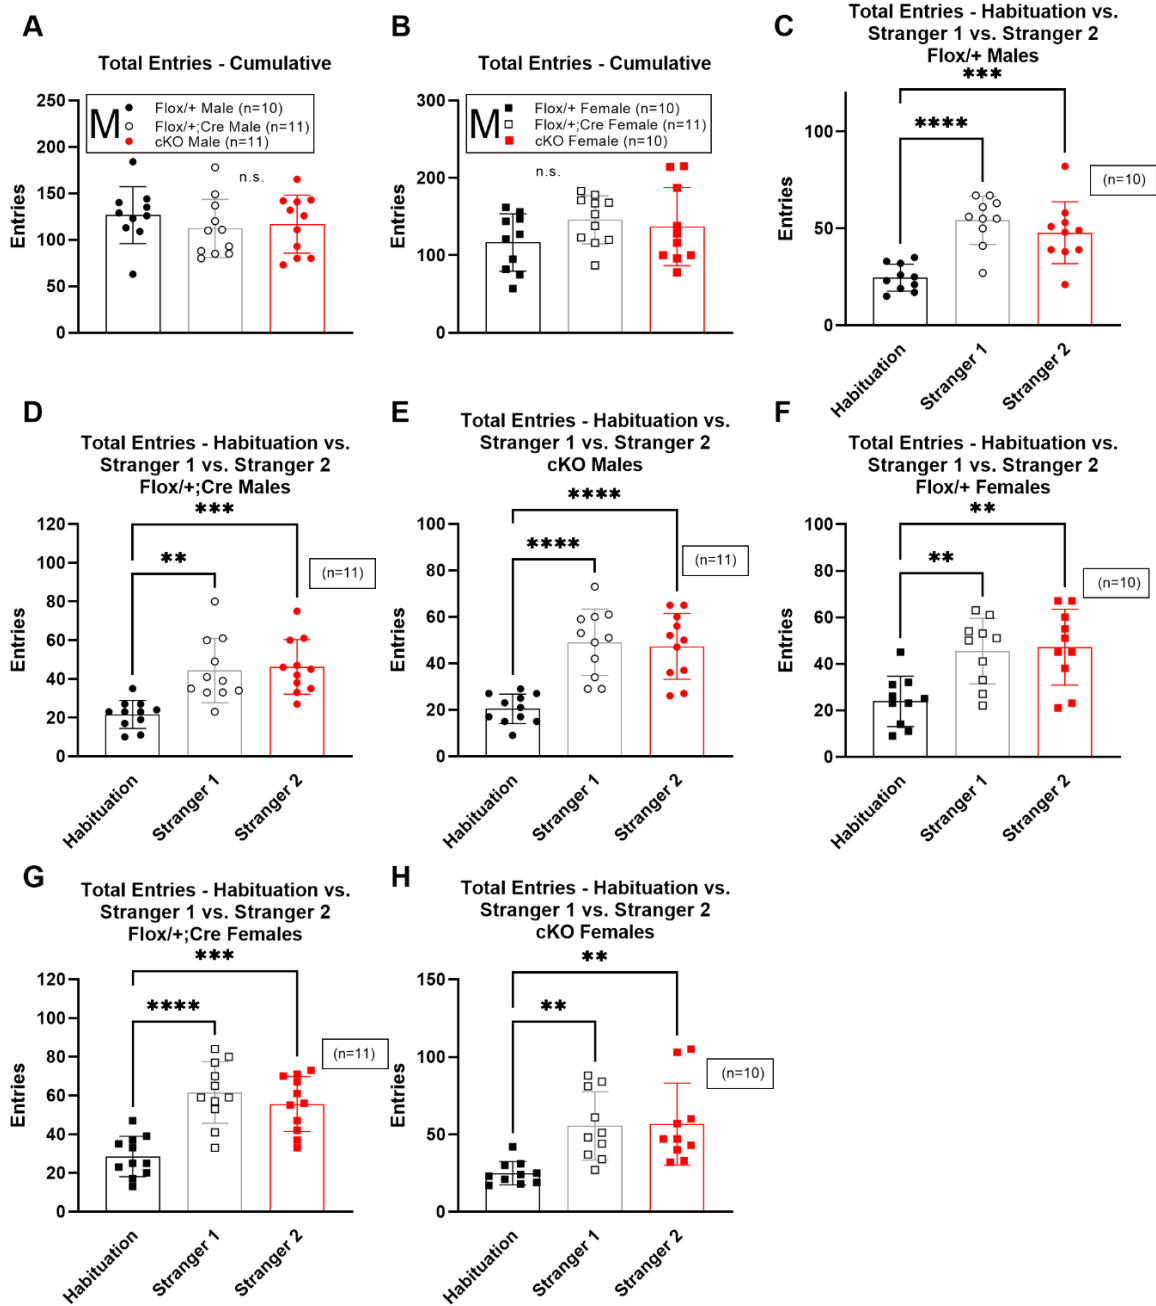 A
Total Entries - Cumulative
Entries
250
200
150
100
50
0
M
Flox/+ Male (n=10)
Flox/+;Cre Male (n=11)
cKO Male (n=11)
n.s.
B
Total Entries - Cumulative
Entries
300
200
100
0
M
Flox/+ Female (n=10)
Flox/+;Cre Female (n=11)
cKO Female (n=10)
n.s.
C
Total Entries - Habituation vs.
Stranger 1 vs. Stranger 2
Flox/+ Males
Entries
100
50
0
***
****
(n=10)
Habituation
Stranger 1
Stranger 2
D
Total Entries - Habituation vs.
Stranger 1 vs. Stranger 2
Flox/+;Cre Males
Entries
120
100
80
60
40
20
0
***
**
(n=11)
Habituation
Stranger 1
Stranger 2
E
Total Entries - Habituation vs.
Stranger 1 vs. Stranger 2
cKO Males
Entries
100
80
60
40
20
0
****
****
(n=11)
Habituation
Stranger 1
Stranger 2
F
Total Entries - Habituation vs.
Stranger 1 vs. Stranger 2
Flox/+ Females
Entries
100
80
60
40
20
0
**
**
(n=10)
Habituation
Stranger 1
Stranger 2
G
Total Entries - Habituation vs.
Stranger 1 vs. Stranger 2
Flox/+;Cre Females
Entries
120
100
80
60
40
20
0
***
****
(n=11)
Habituation
Stranger 1
Stranger 2
H
Total Entries - Habituation vs.
Stranger 1 vs. Stranger 2
cKO Females
Entries
150
100
50
0
**
**
(n=10)
Habituation
Stranger 1
Stranger 2